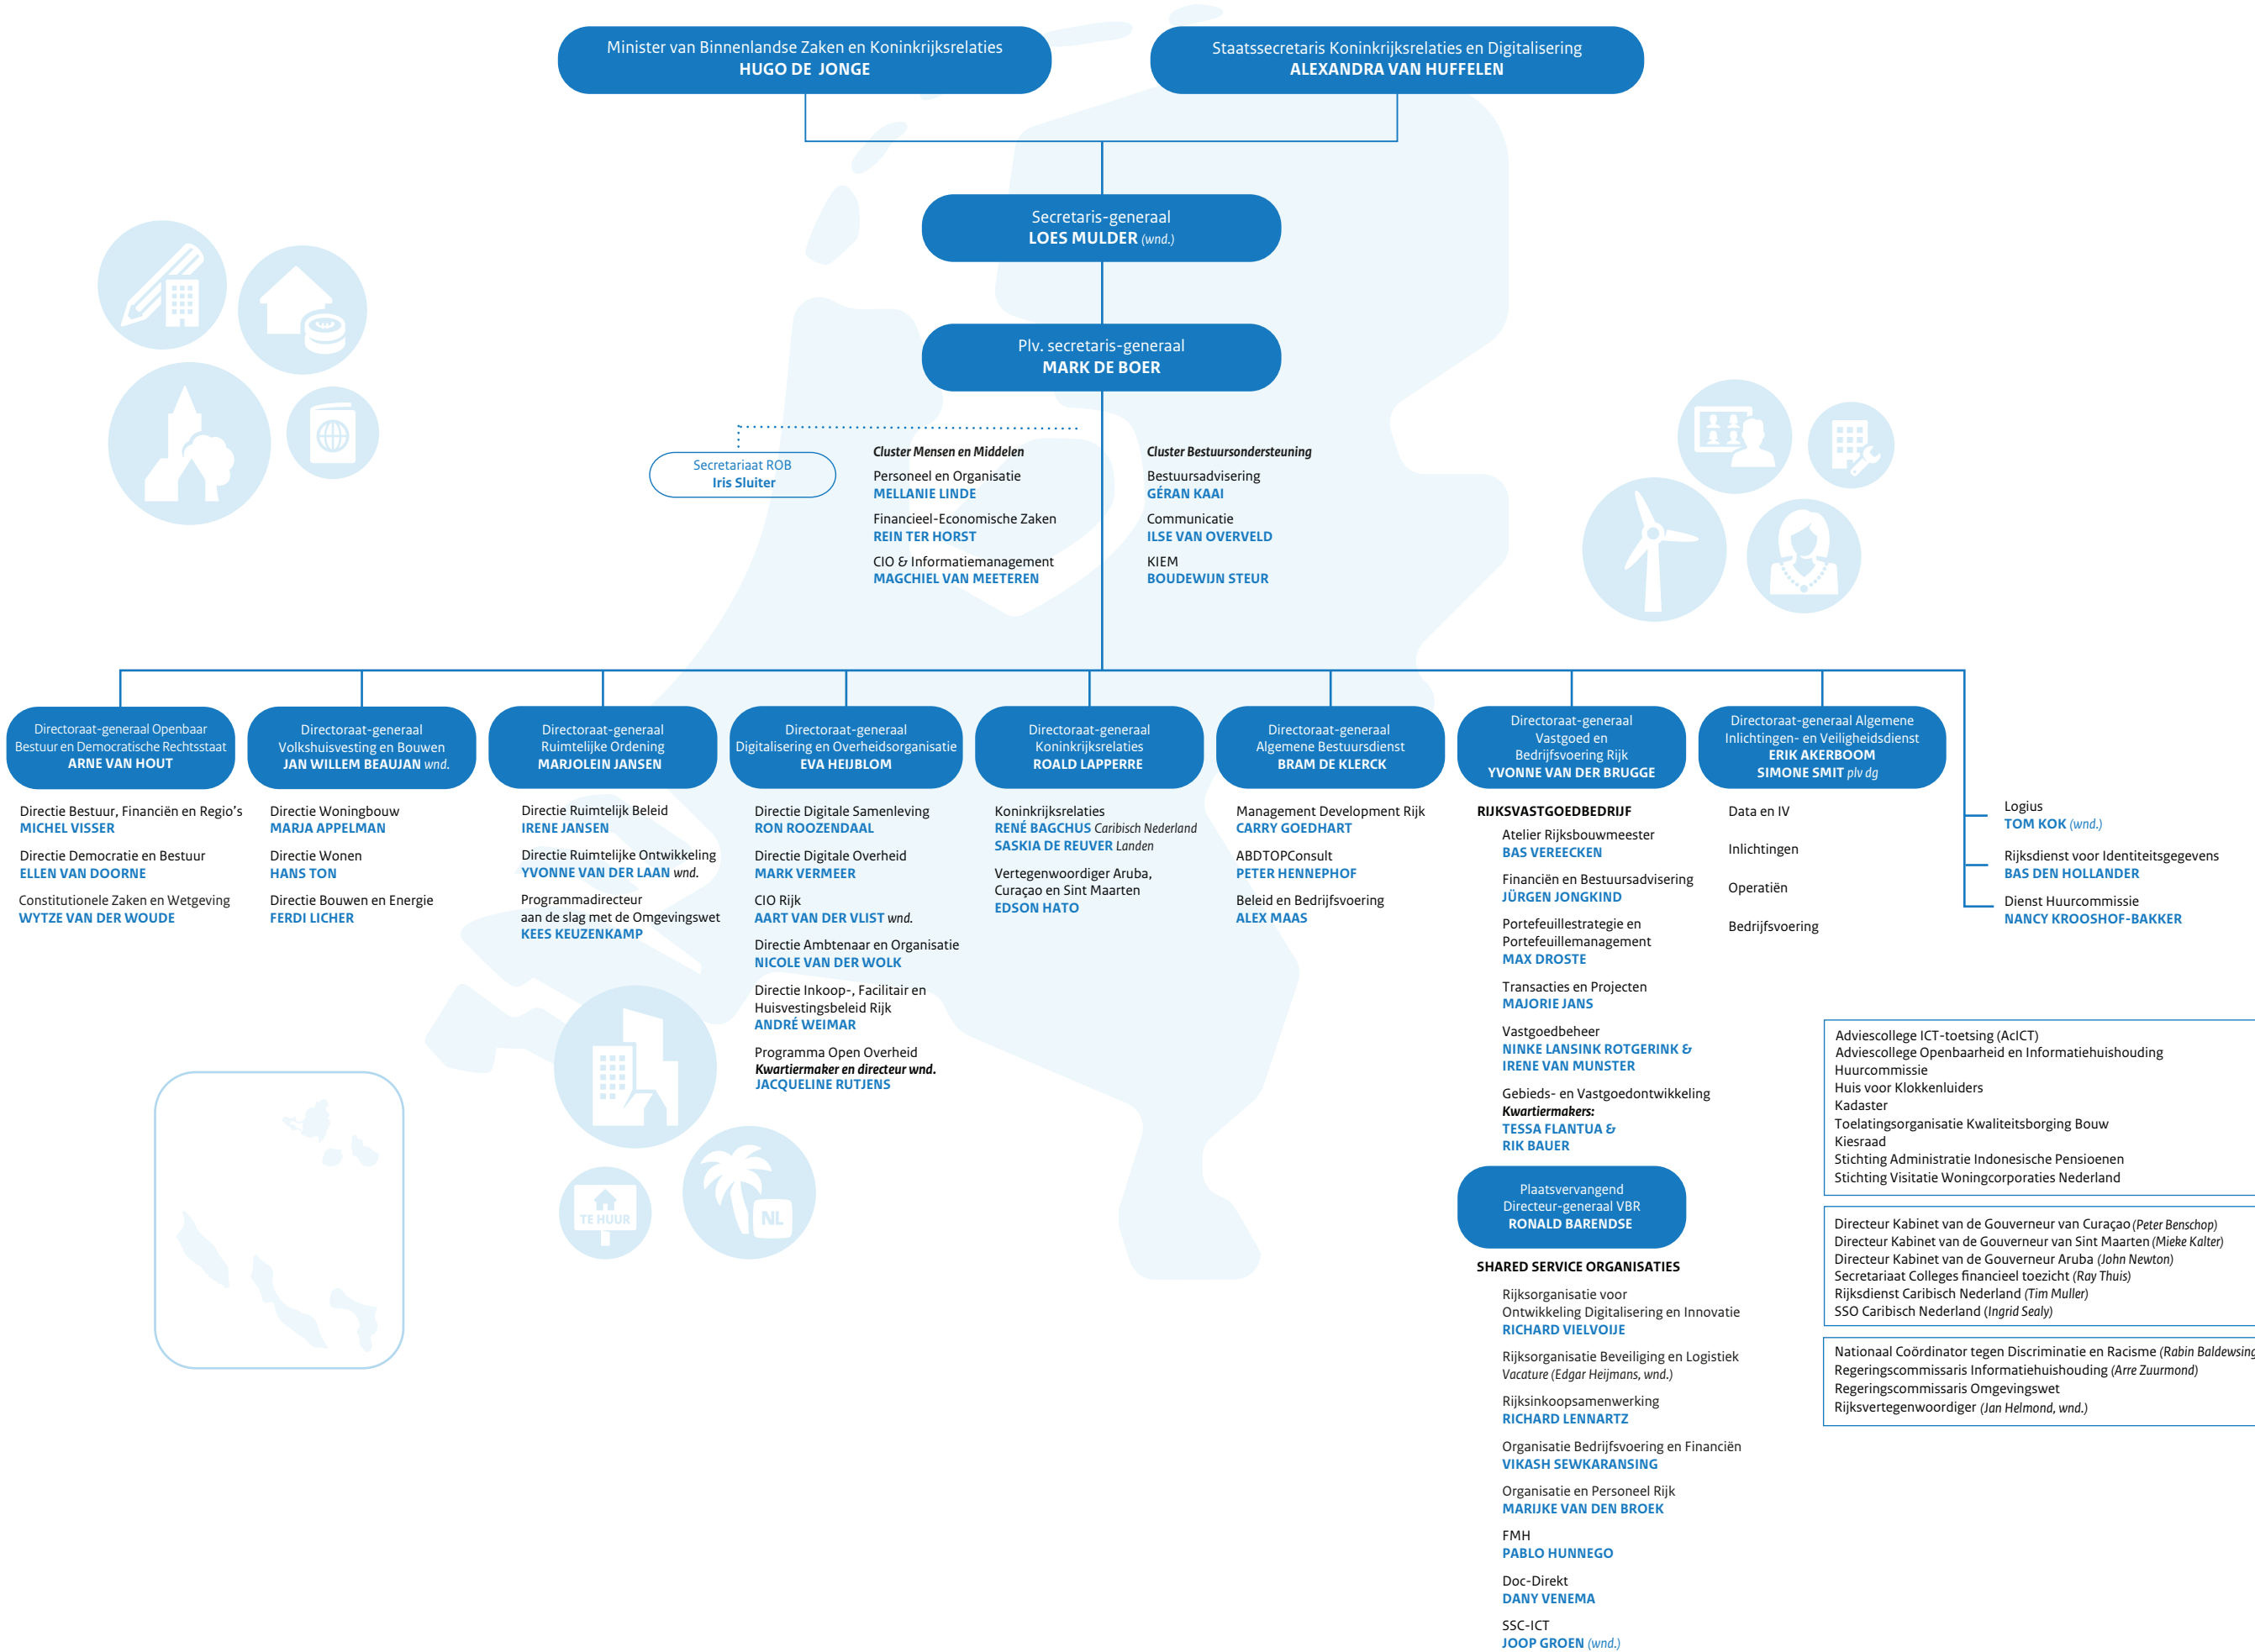 Minister van Binnenlandse Zaken en Koninkrijksrelaties
HUGO DE JONGE
Staatssecretaris Koninkrijksrelaties en Digitalisering
ALEXANDRA VAN HUFFELEN
Secretaris-generaal
LOES MULDER (wnd.)
Plv. secretaris-generaal
MARK DE BOER
Secretariaat ROB
Iris Sluiter
Cluster Mensen en Middelen
Personeel en Organisatie
MELLANIE LINDE
Financieel-Economische Zaken
REIN TER HORST
CIO & Informatiemanagement
MAGCHIEL VAN MEETEREN
Cluster Bestuursondersteuning
Bestuursadvisering
GÉRAN KAAI
Communicatie
ILSE VAN OVERVELD
KIEM
BOUDEWIJN STEUR
Directoraat-generaal Openbaar
Bestuur en Democratische Rechtsstaat
ARNE VAN HOUT
Directie Bestuur, Financiën en Regio's
MICHEL VISSER
Directie Democratie en Bestuur
ELLEN VAN DOORNE
Constitutionele Zaken en Wetgeving
WYTZE VAN DER WOUDE
Directoraat-generaal
Volkshuisvesting en Bouwen
JAN WILLEM BEAUJAN wnd.
Directie Woningbouw
MARJA APPELMAN
Directie Wonen
HANS TON
Directie Bouwen en Energie
FERDI LICHER
Directoraat-generaal
Ruimtelijke Ordening
MARJOLEIN JANSEN
Directie Ruimtelijk Beleid
IRENE JANSEN
Directie Ruimtelijke Ontwikkeling
YVONNE VAN DER LAAN wnd.
Programmadirecteur
aan de slag met de Omgevingswet
KEES KEUZENKAMP
Directoraat-generaal
Digitalisering en Overheidsorganisatie
EVA HEIJBLOM
Directie Digitale Samenleving
RON ROOZENDAAL
Directie Digitale Overheid
MARK VERMEER
CIO Rijk
AART VAN DER VLIST wnd.
Directie Ambtenaar en Organisatie
NICOLE VAN DER WOLK
Directie Inkoop-, Facilitair en
Huisvestingsbeleid Rijk
ANDRÉ WEIMAR
Programma Open Overheid
Kwartiermaker en directeur wnd.
JACQUELINE RUTJENS
Directoraat-generaal
Koninkrijksrelaties
ROALD LAPPERRE
Koninkrijksrelaties
RENÉ BAGCHUS Caribisch Nederland
SASKIA DE REUVER Landen
Vertegenwoordiger Aruba,
Curaçao en Sint Maarten
EDSON HATO
Directoraat-generaal
Algemene Bestuursdienst
BRAM DE KLERCK
Management Development Rijk
CARRY GOEDHART
ABDTOPConsult
PETER HENNEPHOF
Beleid en Bedrijfsvoering
ALEX MAAS
Directoraat-generaal
Vastgoed en
Bedrijfsvoering Rijk
YVONNE VAN DER BRUGGE
RIJKSVASTGOEDBEDRIJF
Atelier Rijksbouwmeester
BAS VEREECKEN
Financiën en Bestuursadvisering
JÜRGEN JONGKIND
Portefeuillestrategie en
Portefeuillemanagement
MAX DROSTE
Transacties en Projecten
MAJORIE JANS
Vastgoedbeheer
NINKE LANSINK ROTGERINK &
IRENE VAN MUNSTER
Gebieds- en Vastgoedontwikkeling
Kwartiermakers:
TESSA FLANTUA &
RIK BAUER
Plaatsvervangend
Directeur-generaal VBR
RONALD BARENDSE
SHARED SERVICE ORGANISATIES
Rijksorganisatie voor
Ontwikkeling Digitalisering en Innovatie
RICHARD VIELVOIJE
Rijksorganisatie Beveiliging en Logistiek
Vacature (Edgar Heijmans, wnd.)
Rijksinkoopsamenwerking
RICHARD LENNARTZ
Organisatie Bedrijfsvoering en Financiën
VIKASH SEWKARANSING
Organisatie en Personeel Rijk
MARIJKE VAN DEN BROEK
FMH
PABLO HUNNEGO
Doc-Direkt
DANY VENEMA
SSC-ICT
JOOP GROEN (wnd.)
Directoraat-generaal Algemene
Inlichtingen- en Veiligheidsdienst
ERIK AKERBOOM
SIMONE SMIT plv dg
Data en IV
Inlichtingen
Operatiën
Bedrijfsvoering
Logius
TOM KOK (wnd.)
Rijksdienst voor Identiteitsgegevens
BAS DEN HOLLANDER
Dienst Huurcommissie
NANCY KROOSHOF-BAKKER
Adviescollege ICT-toetsing (AcICT)
Adviescollege Openbaarheid en Informatiehuishouding
Huurcommissie
Huis voor Klokkenluiders
Kadaster
Toelatingsorganisatie Kwaliteitsborging Bouw
Kiesraad
Stichting Administratie Indonesische Pensioenen
Stichting Visitatie Woningcorporaties Nederland
Directeur Kabinet van de Gouverneur van Curaçao (Peter Benschop)
Directeur Kabinet van de Gouverneur van Sint Maarten (Mieke Kalter)
Directeur Kabinet van de Gouverneur Aruba (John Newton)
Secretariaat Colleges financieel toezicht (Ray Thuis)
Rijksdienst Caribisch Nederland (Tim Muller)
SSO Caribisch Nederland (Ingrid Sealy)
Nationaal Coördinator tegen Discriminatie en Racisme (Rabin Baldewsing
Regeringscommissaris Informatiehuishouding (Arre Zuurmond)
Regeringscommissaris Omgevingswet
Rijksvertegenwoordiger (Jan Helmond, wnd.)
TE HUUR
NL